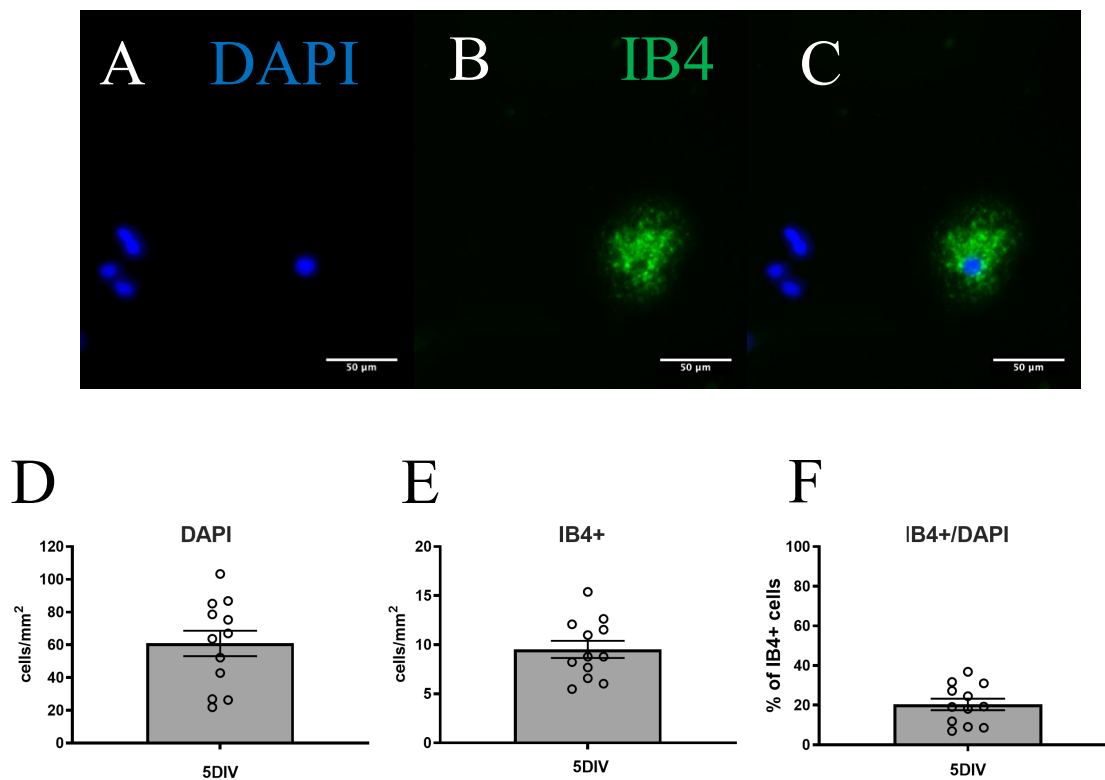 A DAPI B IB4 C
50 µm 50 µm 50 µm
D E F
DAPI IB4+ IB4+/DAPI
cells/mm²
120
100
80
60
40
20
0
5DIV
cells/mm²
20
15
10
5
0
5DIV
% of IB4+ cells
100
80
60
40
20
0
5DIV